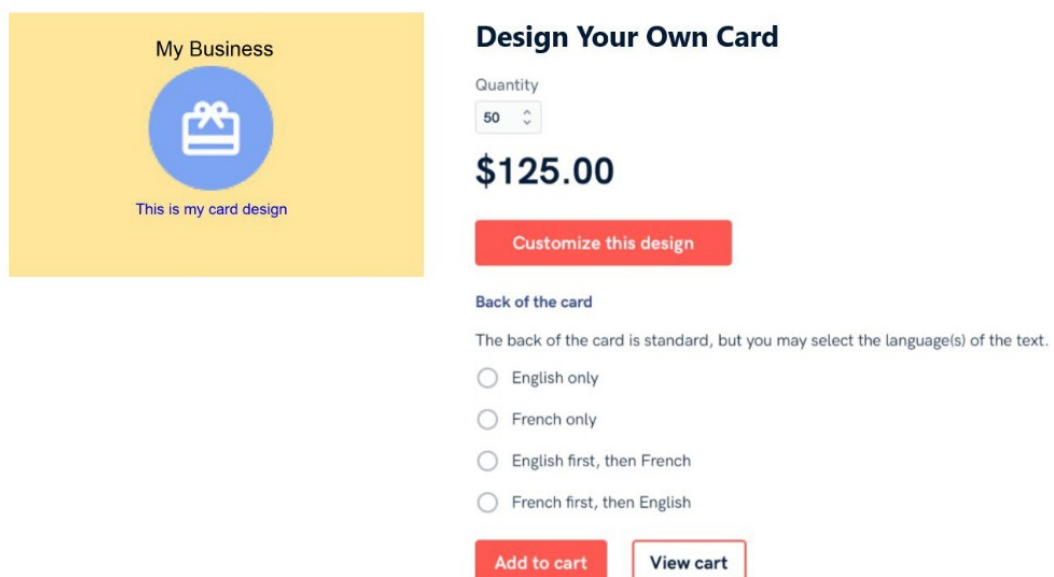 My Business
This is my card design
Design Your Own Card
Quantity
50
$125.00
Customize this design
Back of the card
The back of the card is standard, but you may select the language(s) of the text.
English only
French only
English first, then French
French first, then English
Add to cart
View cart